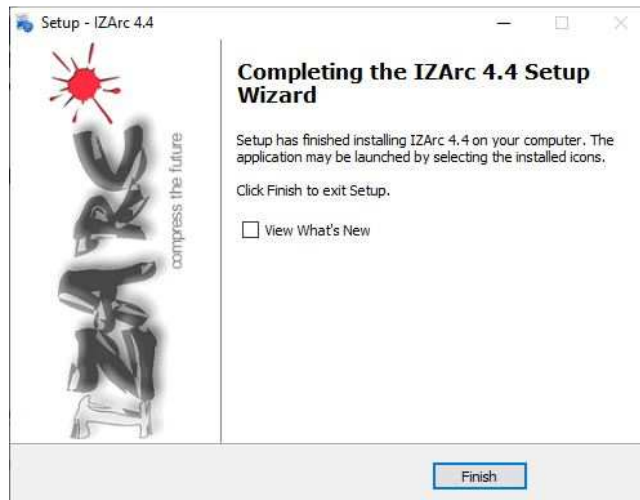 Setup - IZArc 4.4
IZARC
compress the future
Completing the IZArc 4.4 Setup
Wizard
Setup has finished installing IZArc 4.4 on your computer. The
application may be launched by selecting the installed icons.
Click Finish to exit Setup.
View What's New
Finish